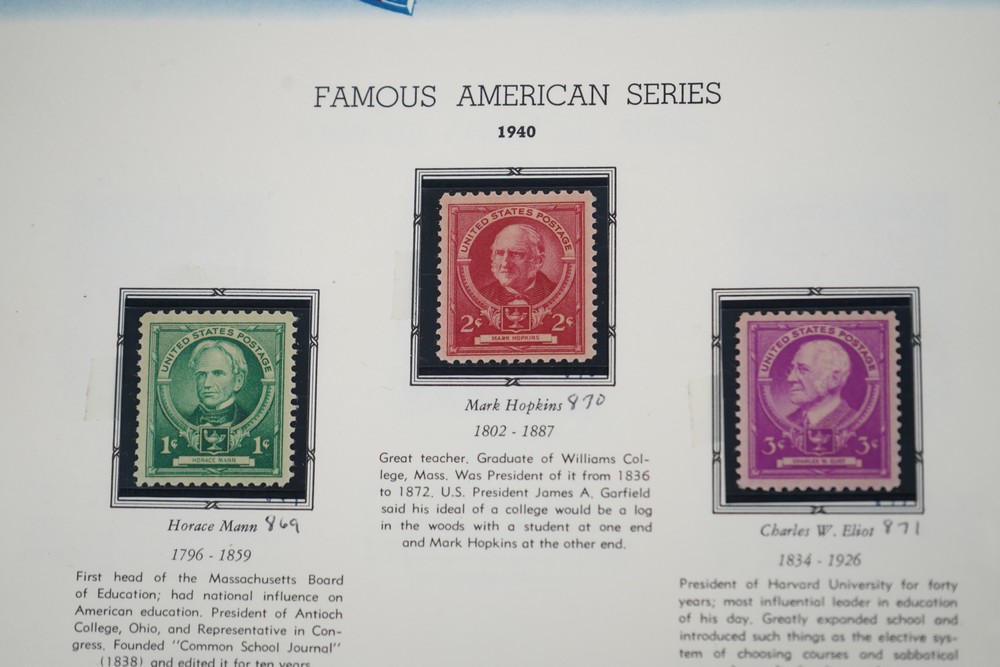 FAMOUS AMERICAN SERIES
1940
UNITED STATES POSTAGE
2¢ 2¢
MARK HOPKINS
Mark Hopkins 870
1802 - 1887
Great teacher. Graduate of Williams Col-
lege, Mass. Was President of it from 1836
to 1872. U.S. President James A. Garfield
said his ideal of a college would be a log
in the woods with a student at one end
and Mark Hopkins at the other end.
UNITED STATES POSTAGE
1¢ 1¢
HORACE MANN
Horace Mann 869
1796 - 1859
First head of the Massachusetts Board
of Education; had national influence on
American education. President of Antioch
College, Ohio, and Representative in Con-
gress. Founded "Common School Journal"
(1838) and edited it for ten years
UNITED STATES POSTAGE
3¢ 3¢
CHARLES W. ELIOT
Charles W. Eliot 871
1834 - 1926
President of Harvard University for forty
years; most influential leader in education
of his day. Greatly expanded school and
introduced such things as the elective sys-
tem of choosing courses and sabbatical